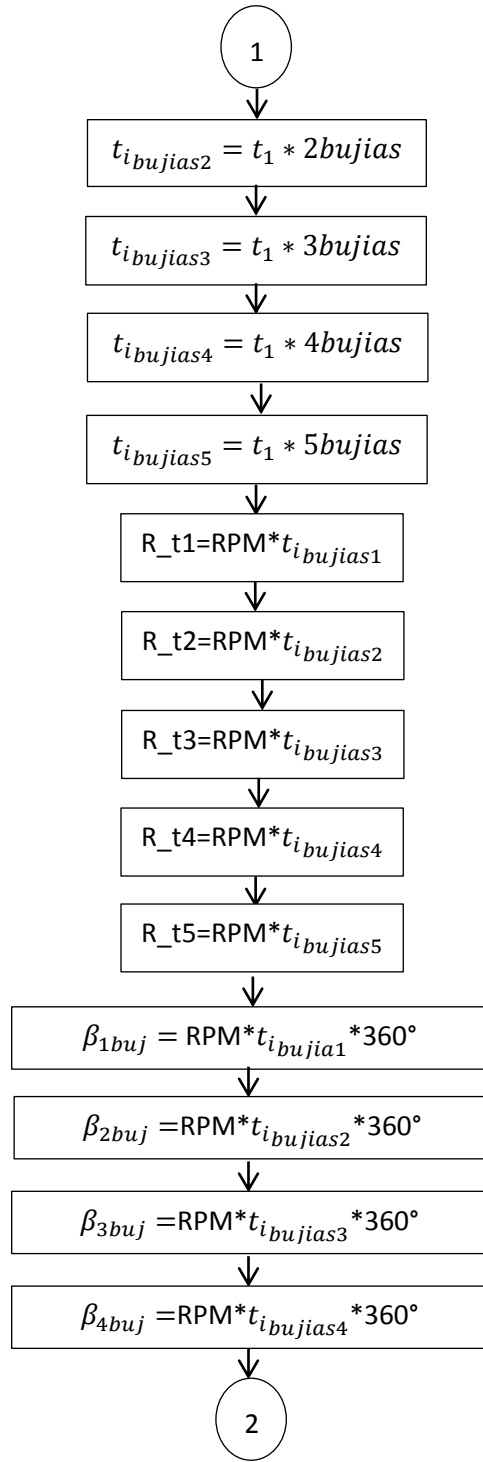 1
t_{i_{bujias2}} = t_1 * 2bujias
t_{i_{bujias3}} = t_1 * 3bujias
t_{i_{bujias4}} = t_1 * 4bujias
t_{i_{bujias5}} = t_1 * 5bujias
R_t1=RPM*t_{i_{bujias1}}
R_t2=RPM*t_{i_{bujias2}}
R_t3=RPM*t_{i_{bujias3}}
R_t4=RPM*t_{i_{bujias4}}
R_t5=RPM*t_{i_{bujias5}}
β_{1buj} = RPM*t_{i_{bujia1}}*360°
β_{2buj} =RPM*t_{i_{bujias2}}*360°
β_{3buj} =RPM*t_{i_{bujias3}}*360°
β_{4buj} =RPM*t_{i_{bujias4}}*360°
2